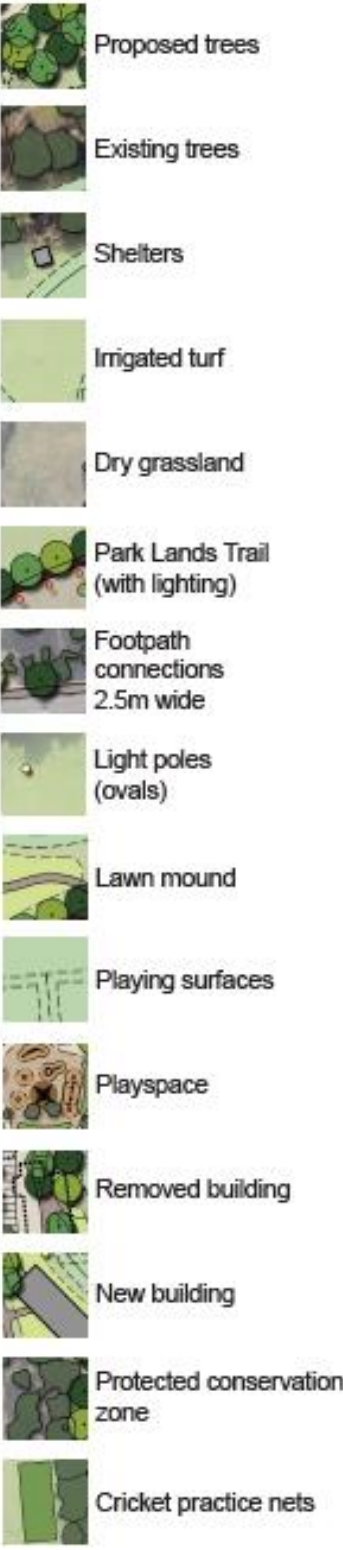 Proposed trees
Existing trees
Shelters
Irrigated turf
Dry grassland
Park Lands Trail
(with lighting)
Footpath
connections
2.5m wide
Light poles
(ovals)
Lawn mound
Playing surfaces
Playspace
Removed building
New building
Protected conservation
zone
Cricket practice nets